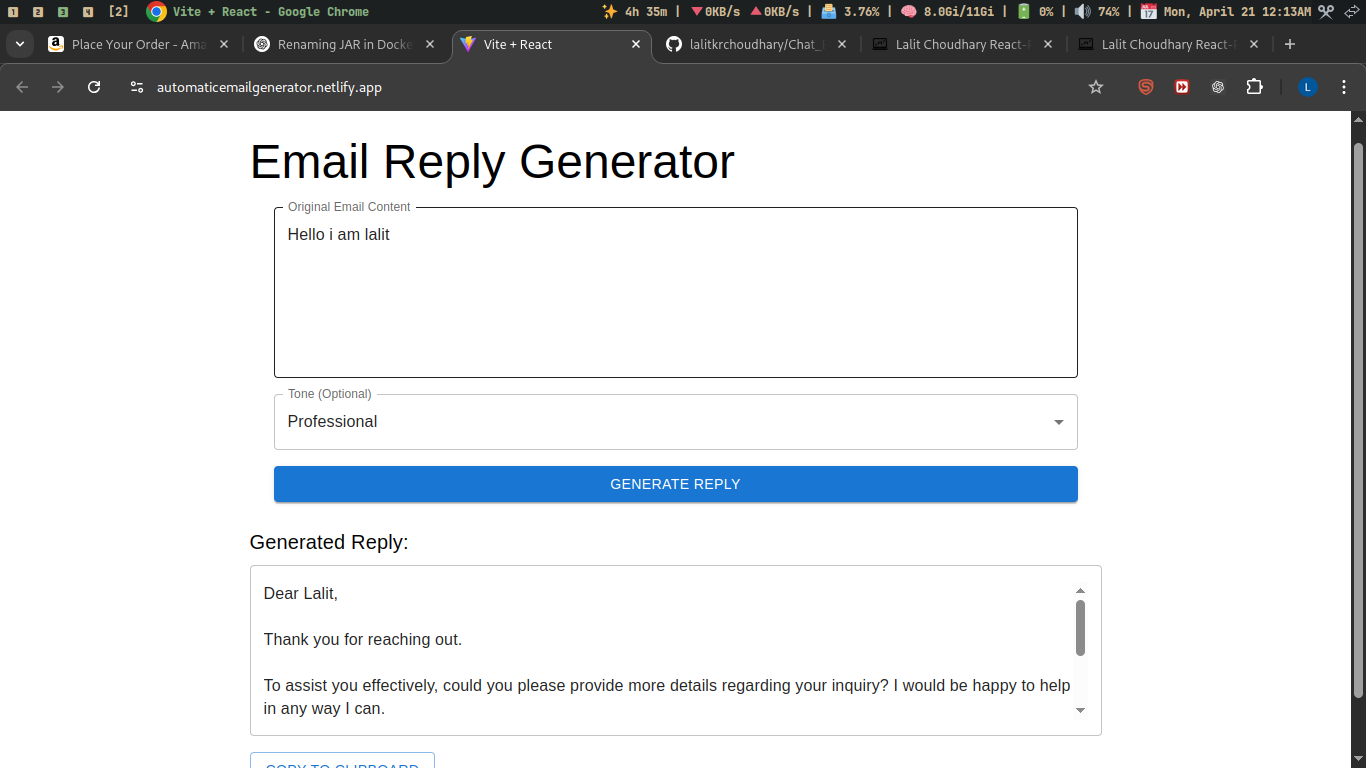 1 2 3 4 [2] Vite + React - Google Chrome 4h 35m | 0KB/s 0KB/s | 3.76% | 8.0Gi/11Gi | 0% | 74% | Mon, April 21 12:13AM
Place Your Order - Ama
Renaming JAR in Docke
Vite + React
lalitkrchoudhary/Chat_
Lalit Choudhary React-
Lalit Choudhary React-
automaticemailgenerator.netlify.app
L
Email Reply Generator
Original Email Content
Hello i am lalit
Tone (Optional)
Professional
GENERATE REPLY
Generated Reply:
Dear Lalit,
Thank you for reaching out.
To assist you effectively, could you please provide more details regarding your inquiry? I would be happy to help
in any way I can.
COPY TO CLIPBOARD